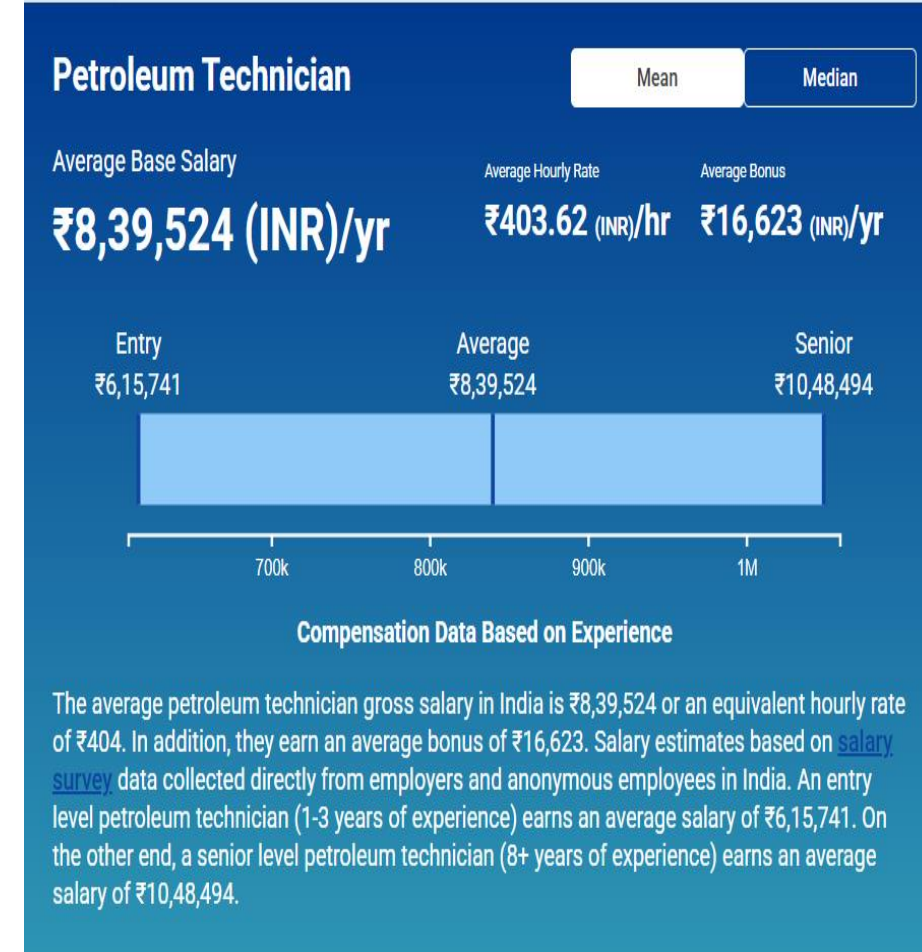 Petroleum Technician
Mean
Median
Average Base Salary
₹8,39,524 (INR)/yr
Average Hourly Rate
₹403.62 (INR)/hr
Average Bonus
₹16,623 (INR)/yr
Entry
₹6,15,741
Average
₹8,39,524
Senior
₹10,48,494
700k
800k
900k
1M
Compensation Data Based on Experience
The average petroleum technician gross salary in India is ₹8,39,524 or an equivalent hourly rate
of ₹404. In addition, they earn an average bonus of ₹16,623. Salary estimates based on salary
survey data collected directly from employers and anonymous employees in India. An entry
level petroleum technician (1-3 years of experience) earns an average salary of ₹6,15,741. On
the other end, a senior level petroleum technician (8+ years of experience) earns an average
salary of ₹10,48,494.